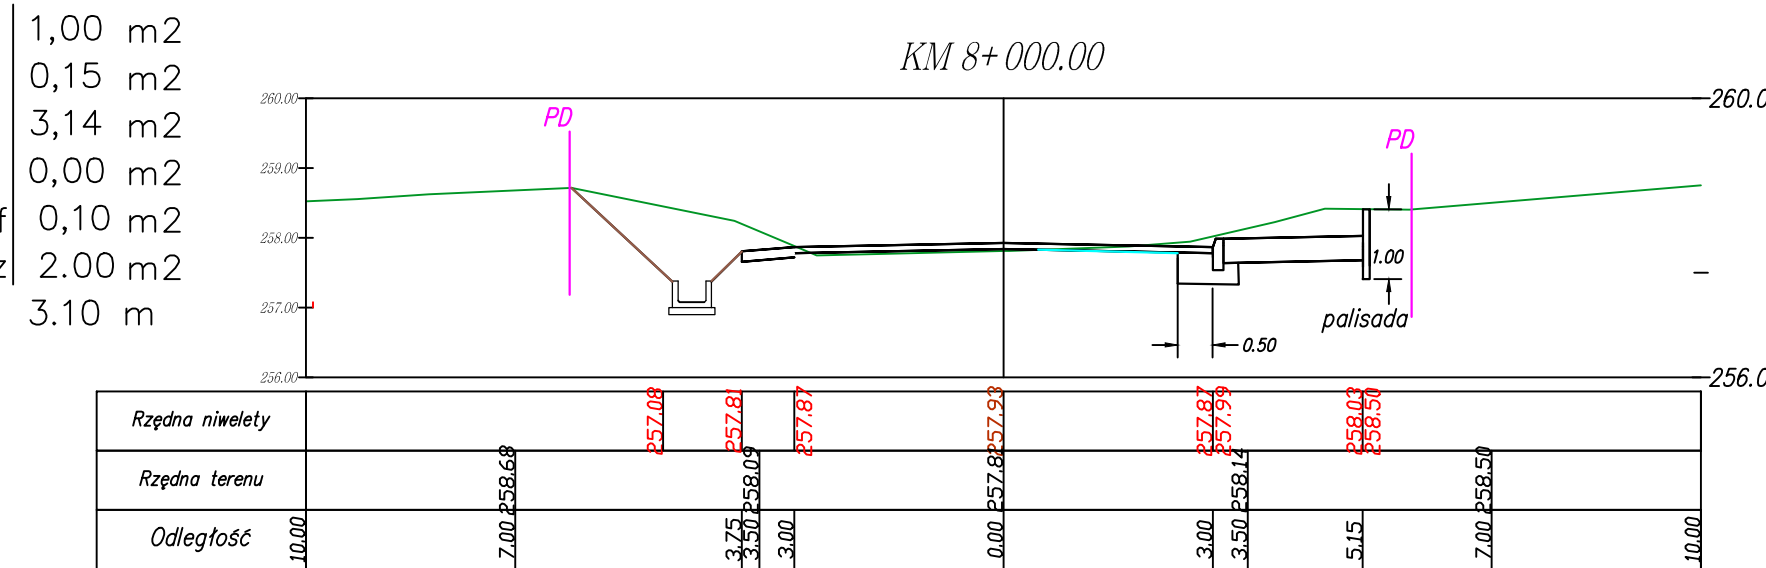 1,00 m2
0,15 m2
3,14 m2
0,00 m2
f 0,10 m2
z 2.00 m2
3.10 m
KM 8+000.00
260.00
260.0
PD
PD
259.00
258.00
1.00
257.00
palisada
0.50
256.00
256.0
Rzędna niwelety 257.08 257.81 257.87 257.93 257.87 257.99 258.03 258.50
Rzędna terenu 258.68 258.09 257.82 258.14 258.50
Odległość 10.00 7.00 3.75 3.50 3.00 0.00 3.00 3.50 5.15 7.00 10.00